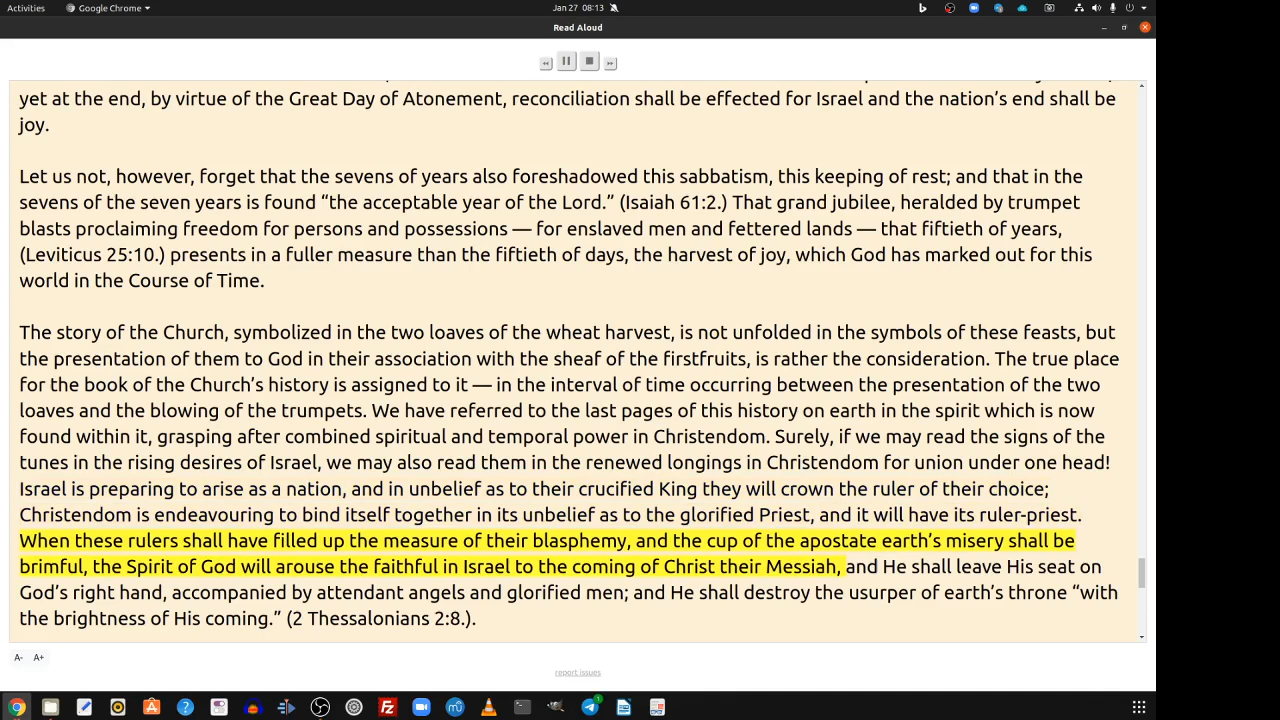 Activities
Google Chrome
Jan 27 08:13
Read Aloud
yet at the end, by virtue of the Great Day of Atonement, reconciliation shall be effected for Israel and the nation’s end shall be
joy.
Let us not, however, forget that the sevens of years also foreshadowed this sabbatism, this keeping of rest; and that in the
sevens of the seven years is found “the acceptable year of the Lord.” (Isaiah 61:2.) That grand jubilee, heralded by trumpet
blasts proclaiming freedom for persons and possessions — for enslaved men and fettered lands — that fiftieth of years,
(Leviticus 25:10.) presents in a fuller measure than the fiftieth of days, the harvest of joy, which God has marked out for this
world in the Course of Time.
The story of the Church, symbolized in the two loaves of the wheat harvest, is not unfolded in the symbols of these feasts, but
the presentation of them to God in their association with the sheaf of the firstfruits, is rather the consideration. The true place
for the book of the Church’s history is assigned to it — in the interval of time occurring between the presentation of the two
loaves and the blowing of the trumpets. We have referred to the last pages of this history on earth in the spirit which is now
found within it, grasping after combined spiritual and temporal power in Christendom. Surely, if we may read the signs of the
tunes in the rising desires of Israel, we may also read them in the renewed longings in Christendom for union under one head!
Israel is preparing to arise as a nation, and in unbelief as to their crucified King they will crown the ruler of their choice;
Christendom is endeavouring to bind itself together in its unbelief as to the glorified Priest, and it will have its ruler-priest.
When these rulers shall have filled up the measure of their blasphemy, and the cup of the apostate earth’s misery shall be
brimful, the Spirit of God will arouse the faithful in Israel to the coming of Christ their Messiah, and He shall leave His seat on
God’s right hand, accompanied by attendant angels and glorified men; and He shall destroy the usurper of earth’s throne “with
the brightness of His coming.” (2 Thessalonians 2:8.).
A- A+
report issues